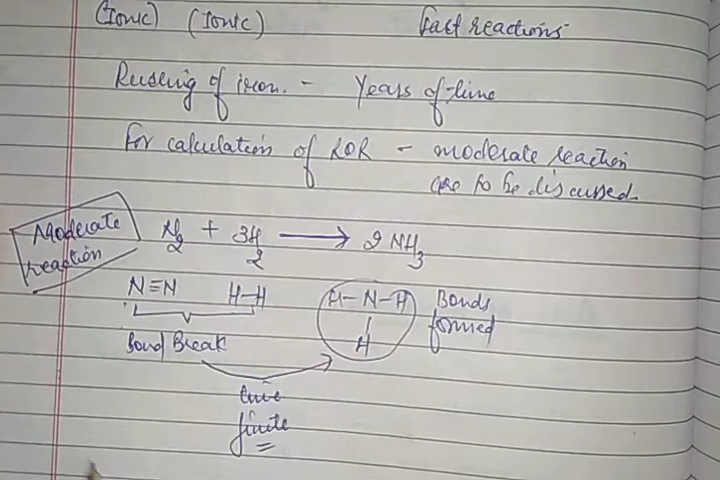 (Ionic) (Ionic) Fast reactions
Rusting of iron. - Years of time
For calculation of ROR - moderate reaction
are to be discussed.
Moderate reaction
N2 + 3H2 → 2NH3
N≡N H-H H-N-H Bonds
H formed
Bond Break
time
finite